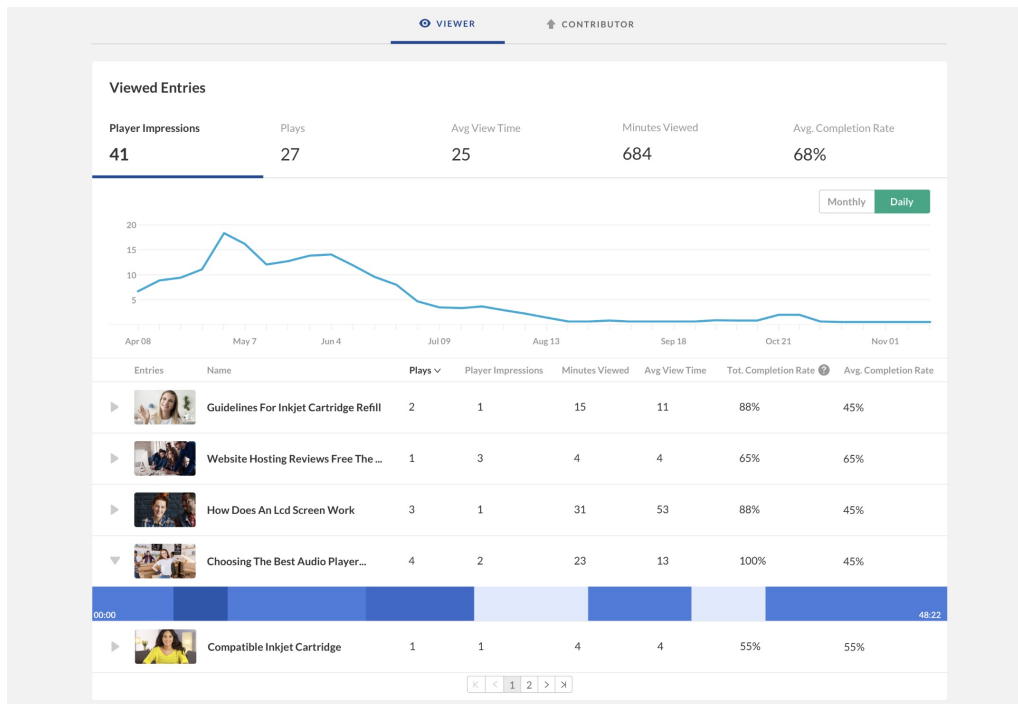 VIEWER CONTRIBUTOR
Viewed Entries
Player Impressions Plays Avg View Time Minutes Viewed Avg. Completion Rate
41 27 25 684 68%
Monthly Daily
20
15
10
5
Apr 08 May 7 Jun 4 Jul 09 Aug 13 Sep 18 Oct 21 Nov 01
Entries Name Plays Player Impressions Minutes Viewed Avg View Time Tot. Completion Rate ? Avg. Completion Rate
Guidelines For Inkjet Cartridge Refill 2 1 15 11 88% 45%
Website Hosting Reviews Free The ... 1 3 4 4 65% 65%
How Does An Lcd Screen Work 3 1 31 53 88% 45%
Choosing The Best Audio Player... 4 2 23 13 100% 45%
00:00 48:22
Compatible Inkjet Cartridge 1 1 4 4 55% 55%
1 2